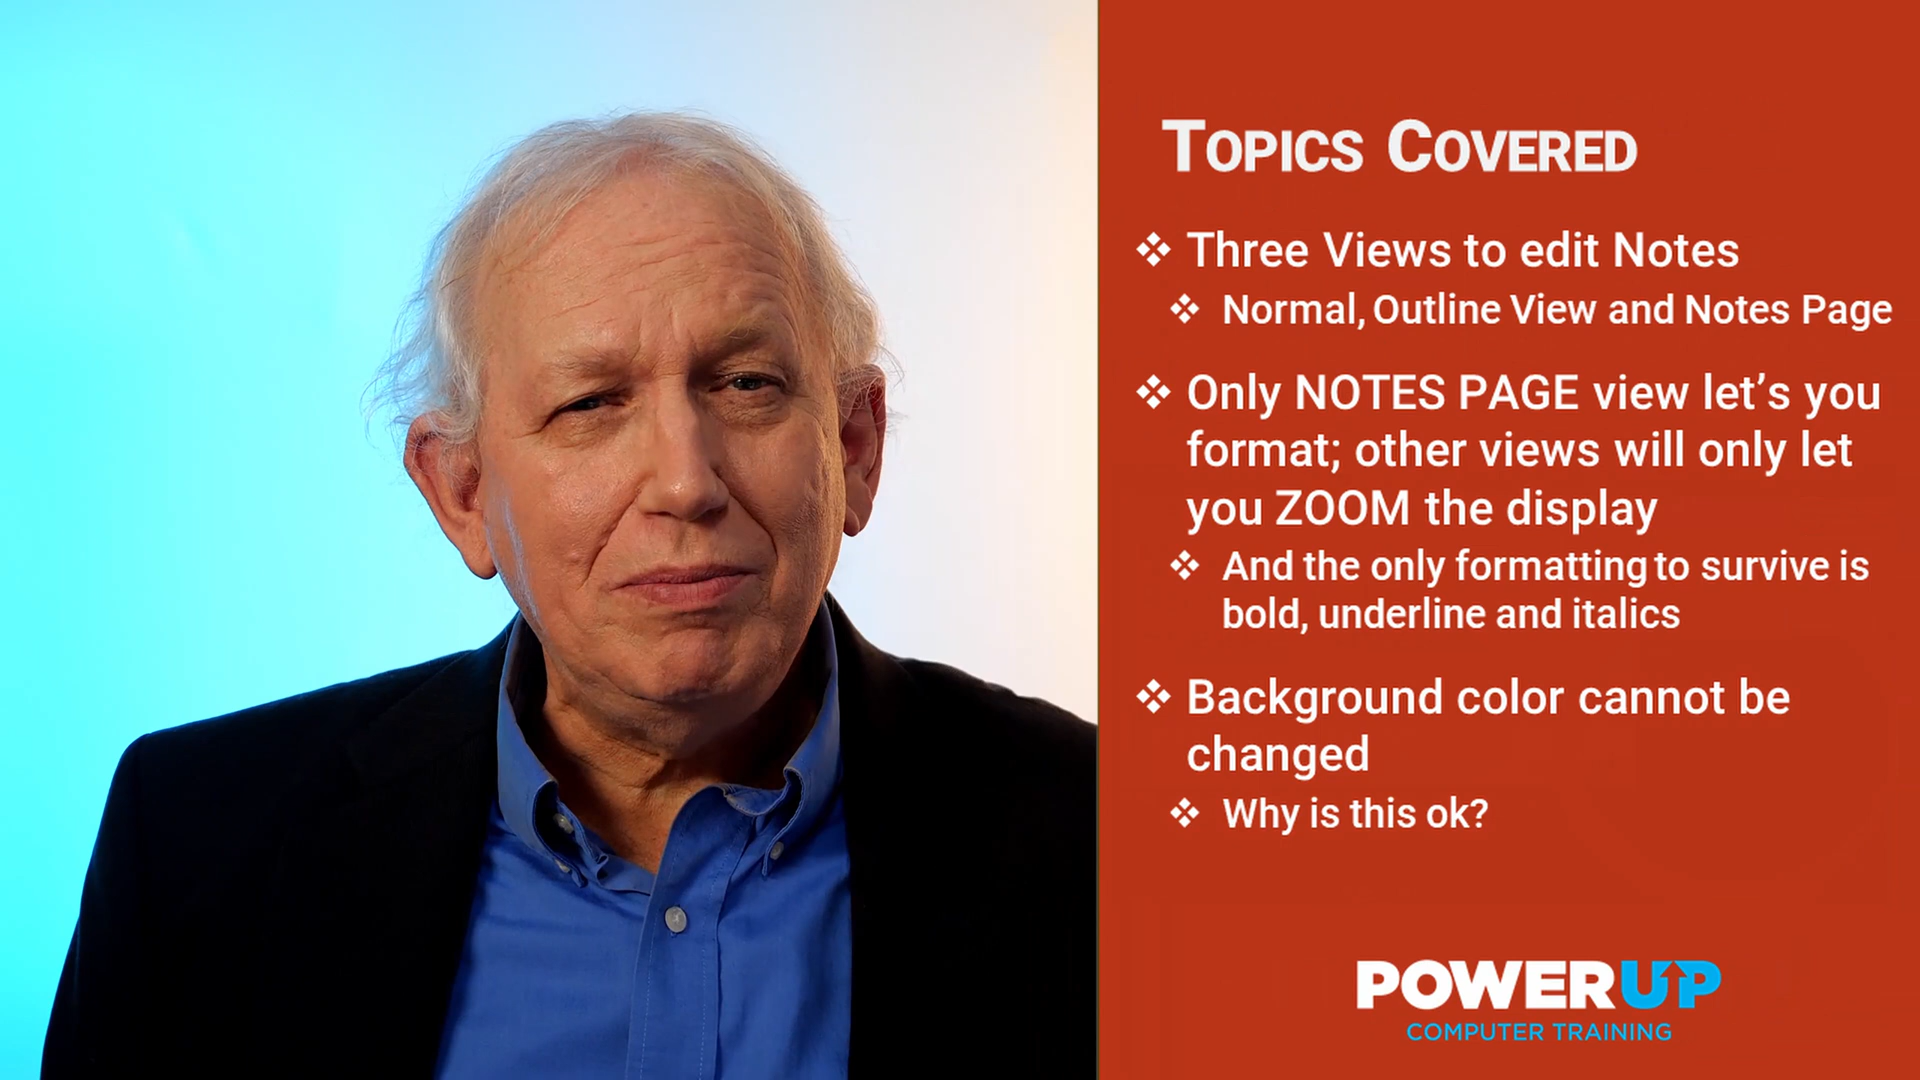 TOPICS COVERED
Three Views to edit Notes
Normal, Outline View and Notes Page
Only NOTES PAGE view let’s you
format; other views will only let
you ZOOM the display
And the only formatting to survive is
bold, underline and italics
Background color cannot be
changed
Why is this ok?
POWERUP
COMPUTER TRAINING